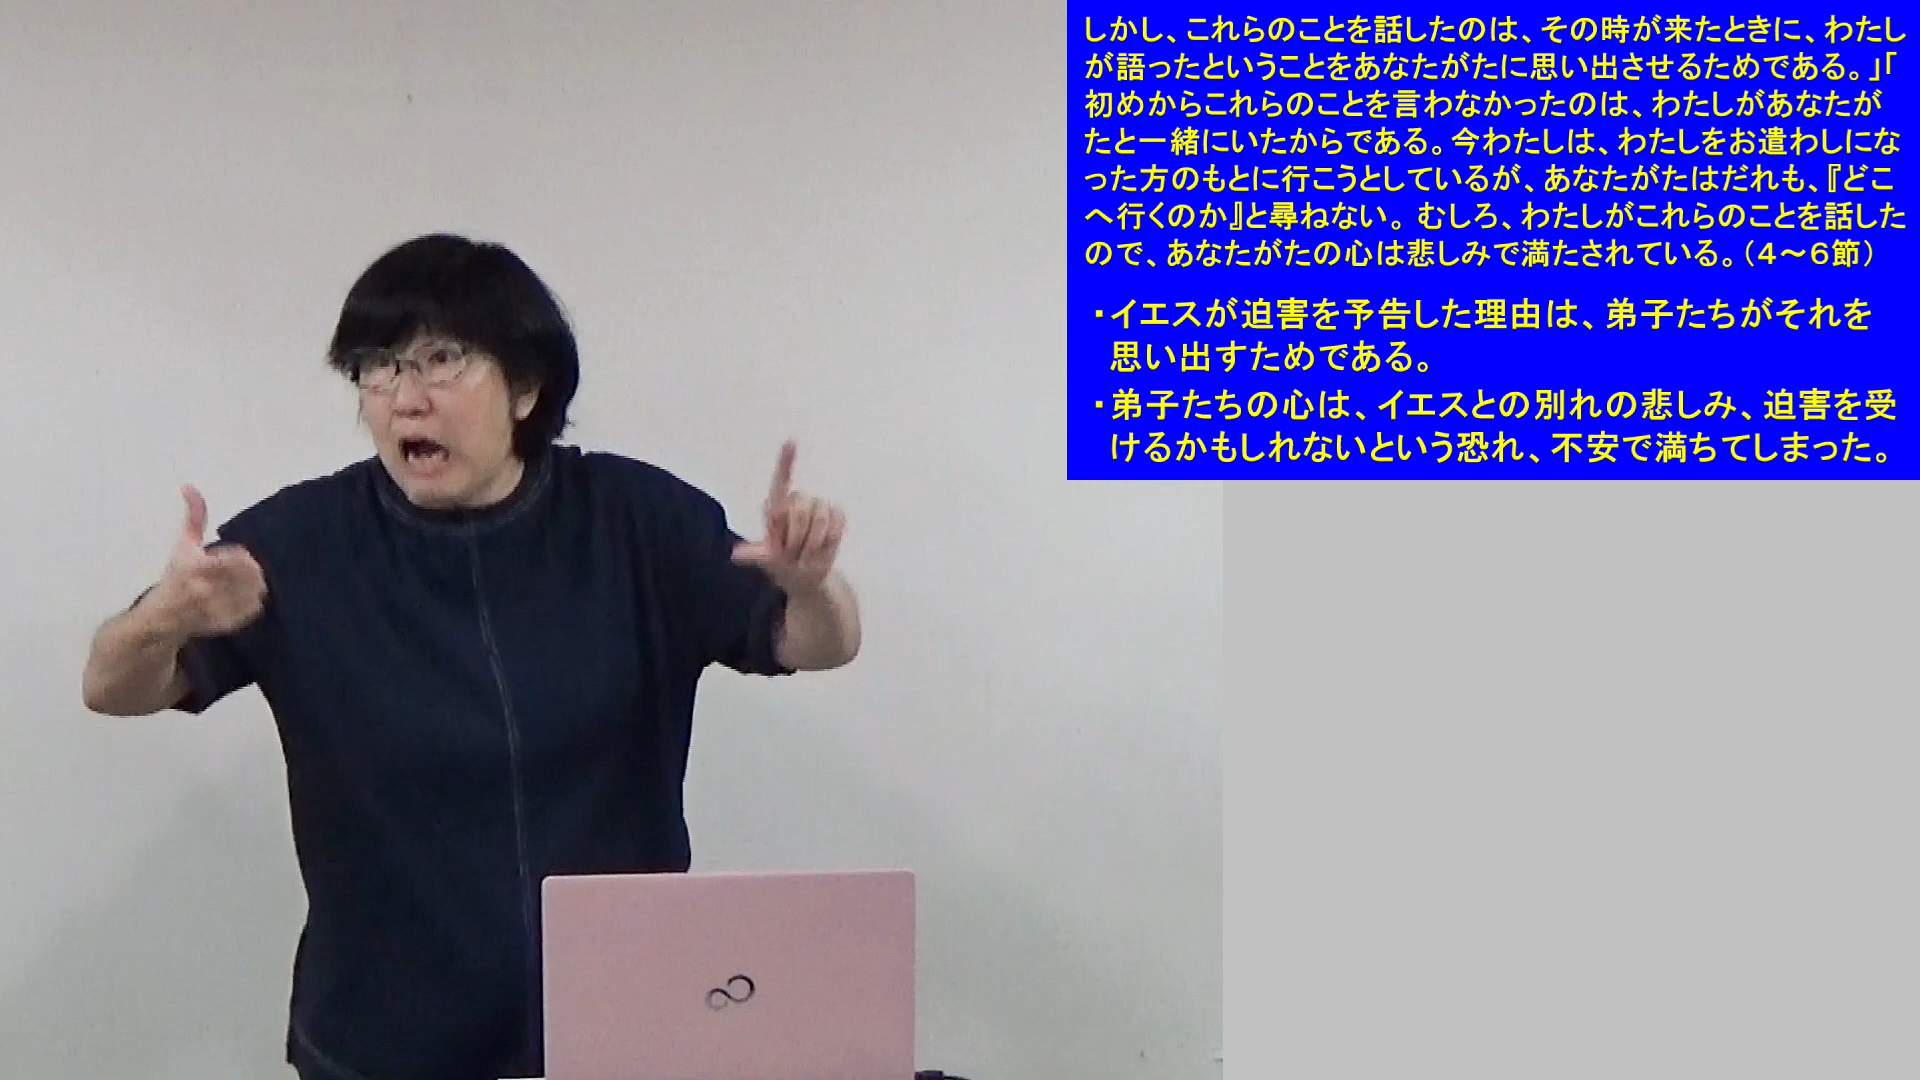 しかし、これらのことを話したのは、その時が来たときに、わたし
が語ったということをあなたがたに思い出させるためである。」「
初めからこれらのことを言わなかったのは、わたしがあなたが
たと一緒にいたからである。今わたしは、わたしをお遣わしにな
った方のもとに行こうとしているが、あなたがたはだれも、『どこ
へ行くのか』と尋ねない。むしろ、わたしがこれらのことを話した
ので、あなたがたの心は悲しみで満たされている。（４～６節）
・イエスが迫害を予告した理由は、弟子たちがそれを
思い出すためである。
・弟子たちの心は、イエスとの別れの悲しみ、迫害を受
けるかもしれないという恐れ、不安で満ちてしまった。